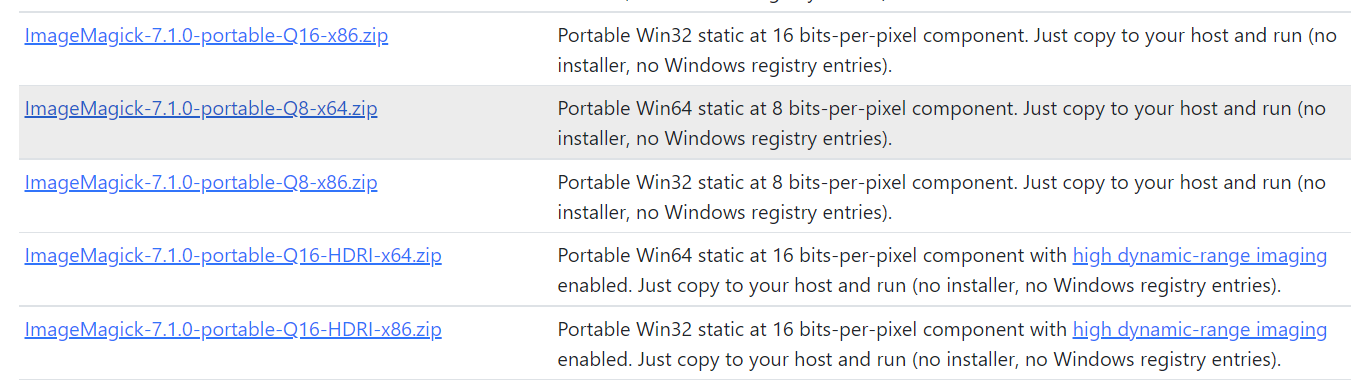 ImageMagick-7.1.0-portable-Q16-x86.zip
Portable Win32 static at 16 bits-per-pixel component. Just copy to your host and run (no
installer, no Windows registry entries).
ImageMagick-7.1.0-portable-Q8-x64.zip
Portable Win64 static at 8 bits-per-pixel component. Just copy to your host and run (no
installer, no Windows registry entries).
ImageMagick-7.1.0-portable-Q8-x86.zip
Portable Win32 static at 8 bits-per-pixel component. Just copy to your host and run (no
installer, no Windows registry entries).
ImageMagick-7.1.0-portable-Q16-HDRI-x64.zip
Portable Win64 static at 16 bits-per-pixel component with high dynamic-range imaging
enabled. Just copy to your host and run (no installer, no Windows registry entries).
ImageMagick-7.1.0-portable-Q16-HDRI-x86.zip
Portable Win32 static at 16 bits-per-pixel component with high dynamic-range imaging
enabled. Just copy to your host and run (no installer, no Windows registry entries).